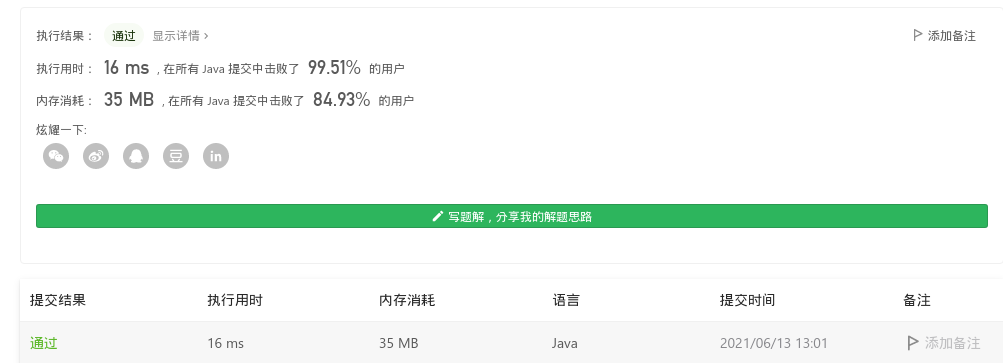 执行结果： 通过 显示详情 › 添加备注
执行用时： 16 ms , 在所有 Java 提交中击败了 99.51% 的用户
内存消耗： 35 MB , 在所有 Java 提交中击败了 84.93% 的用户
炫耀一下:
豆 in
写题解，分享我的解题思路
提交结果 执行用时 内存消耗 语言 提交时间 备注
通过 16 ms 35 MB Java 2021/06/13 13:01 添加备注